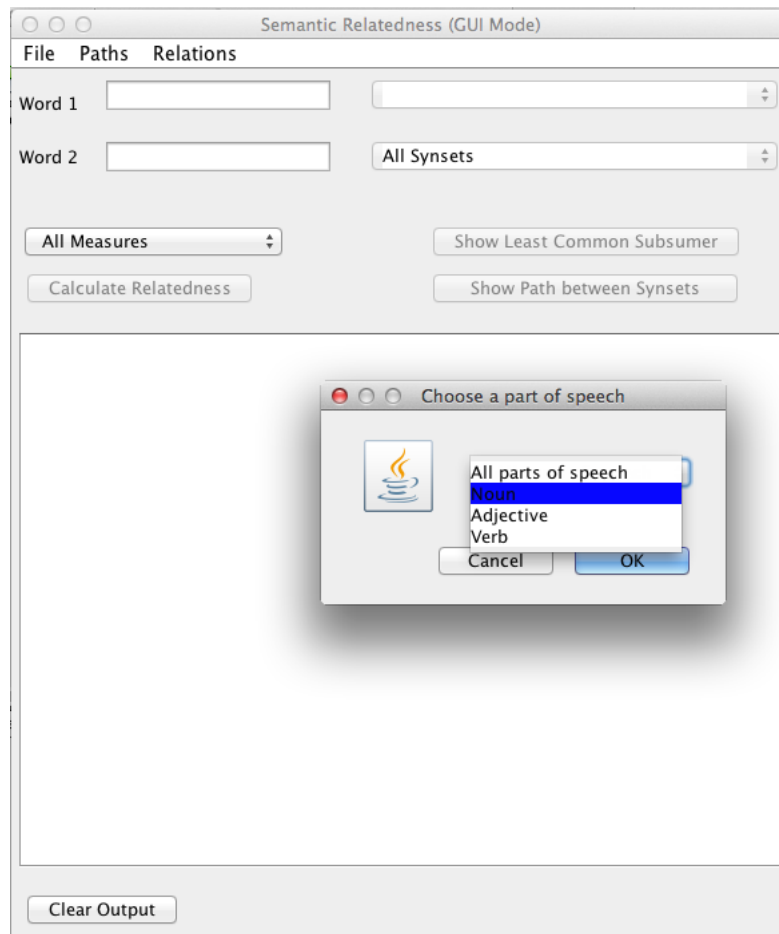 Semantic Relatedness (GUI Mode)
File Paths Relations
Word 1
Word 2 All Synsets
All Measures Show Least Common Subsumer
Calculate Relatedness Show Path between Synsets
Choose a part of speech
All parts of speech
Noun
Adjective
Verb
Cancel OK
Clear Output